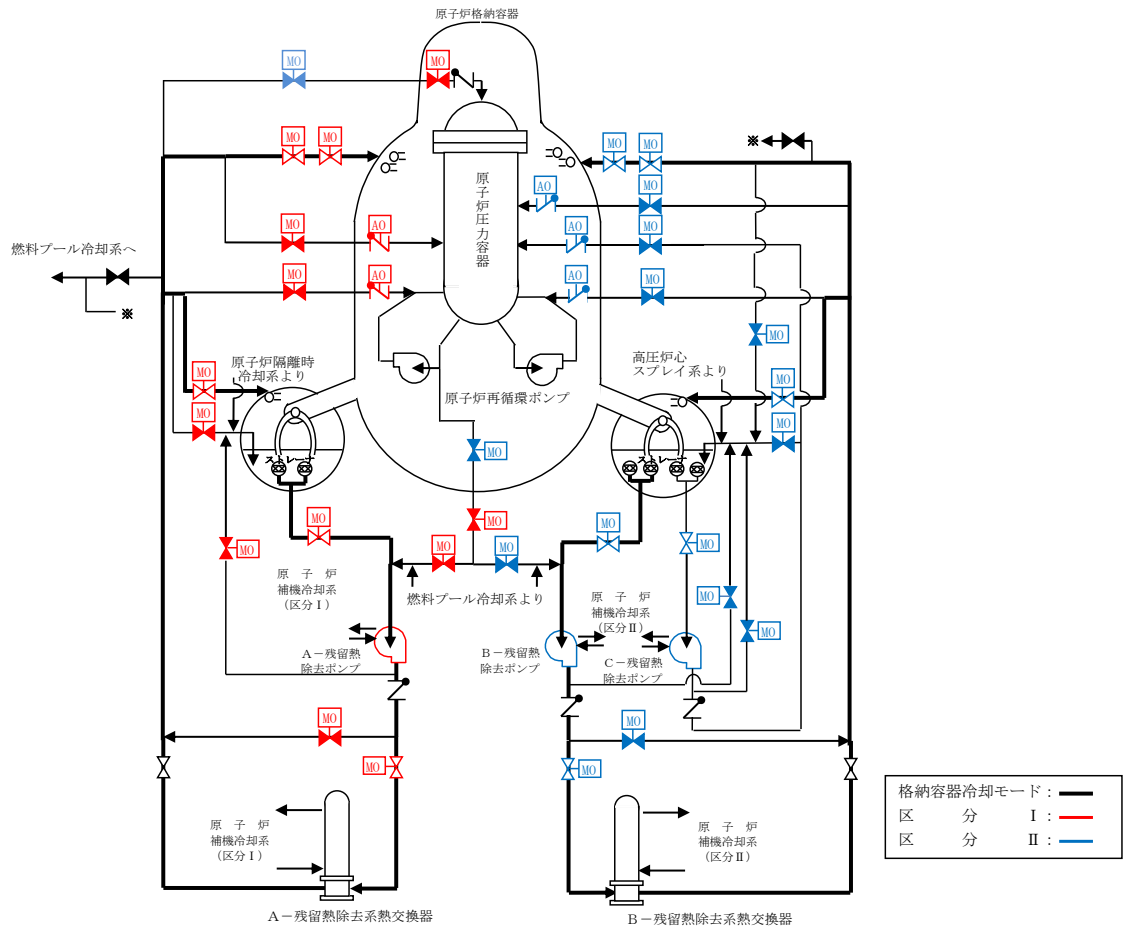 原子炉格納容器
MO
MO
MO
MO
MO
MO
※
MO
AO
MO
AO
MO
AO
MO
原子炉圧力容器
燃料プール冷却系へ
MO
AO
AO
MO
※
MO
原子炉隔離時
冷却系より
高圧炉心
スプレイ系より
MO
MO
原子炉再循環ポンプ
MO
MO
MO
ストレーナ
ストレーナ
MO
MO
MO
MO
MO
MO
MO
MO
原子炉
補機冷却系
(区分Ⅰ)
燃料プール冷却系より
原子炉
補機冷却系
(区分Ⅱ)
MO
MO
A-残留熱
除去ポンプ
B-残留熱
除去ポンプ
C-残留熱
除去ポンプ
MO
MO
MO
MO
原子炉
補機冷却系
(区分Ⅰ)
原子炉
補機冷却系
(区分Ⅱ)
A-残留熱除去系熱交換器
B-残留熱除去系熱交換器
格納容器冷却モード:
区分Ⅰ:
区分Ⅱ: